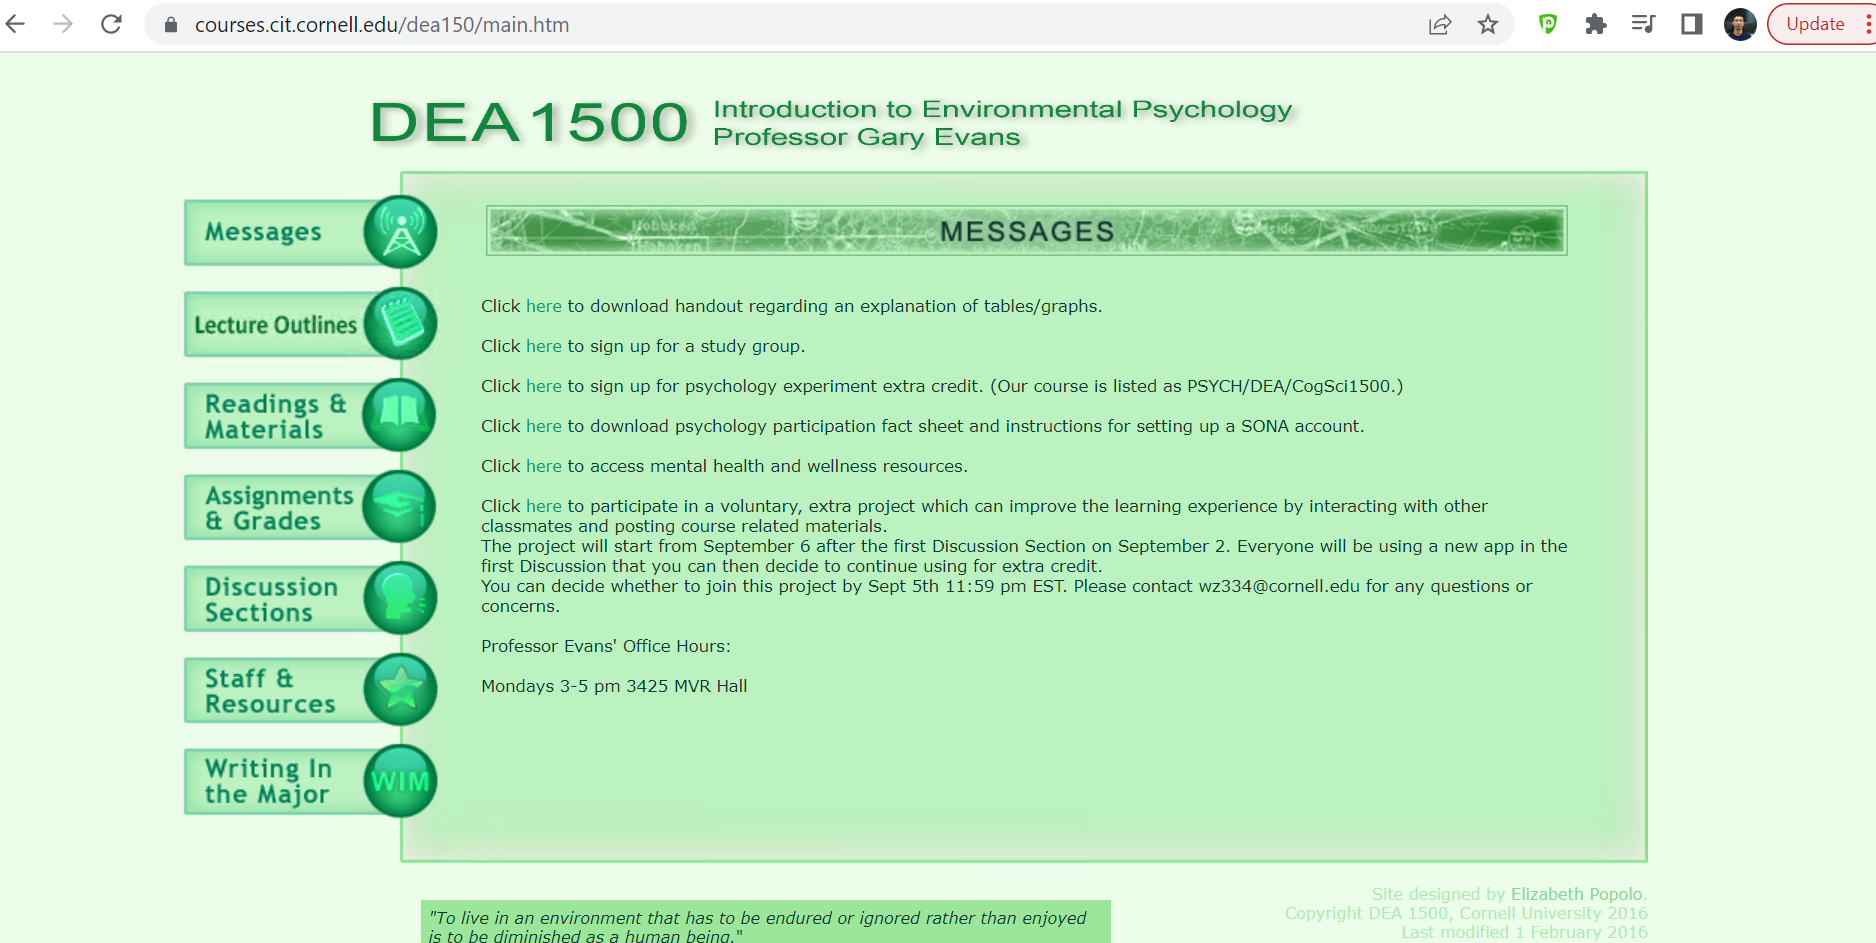 courses.cit.cornell.edu/dea150/main.htm
Update
DEA1500
Introduction to Environmental Psychology
Professor Gary Evans
Messages
Lecture Outlines
Readings &
Materials
Assignments
& Grades
Discussion
Sections
Staff &
Resources
Writing In
the Major
WIM
MESSAGES
Click here to download handout regarding an explanation of tables/graphs.
Click here to sign up for a study group.
Click here to sign up for psychology experiment extra credit. (Our course is listed as PSYCH/DEA/CogSci1500.)
Click here to download psychology participation fact sheet and instructions for setting up a SONA account.
Click here to access mental health and wellness resources.
Click here to participate in a voluntary, extra project which can improve the learning experience by interacting with other
classmates and posting course related materials.
The project will start from September 6 after the first Discussion Section on September 2. Everyone will be using a new app in the
first Discussion that you can then decide to continue using for extra credit.
You can decide whether to join this project by Sept 5th 11:59 pm EST. Please contact wz334@cornell.edu for any questions or
concerns.
Professor Evans' Office Hours:
Mondays 3-5 pm 3425 MVR Hall
"To live in an environment that has to be endured or ignored rather than enjoyed
is to be diminished as a human being."
Site designed by Elizabeth Popolo.
Copyright DEA 1500, Cornell University 2016
Last modified 1 February 2016